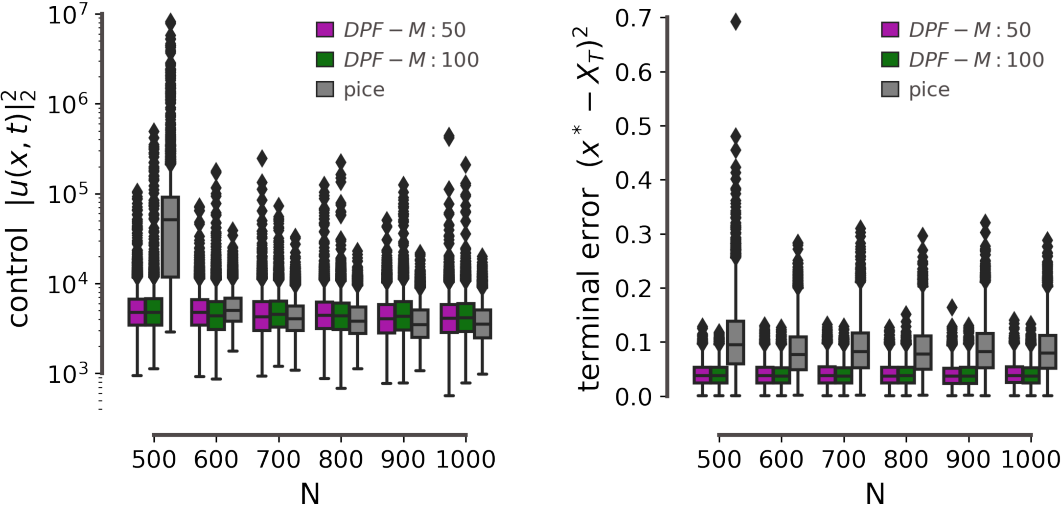 control |u(x, t)|₂²
10⁷
10⁶
10⁵
10⁴
10³
DPF − M : 50
DPF − M : 100
pice
500 600 700 800 900 1000
N
terminal error (x* − X_T)²
0.7
0.6
0.5
0.4
0.3
0.2
0.1
0.0
DPF − M : 50
DPF − M : 100
pice
500 600 700 800 900 1000
N